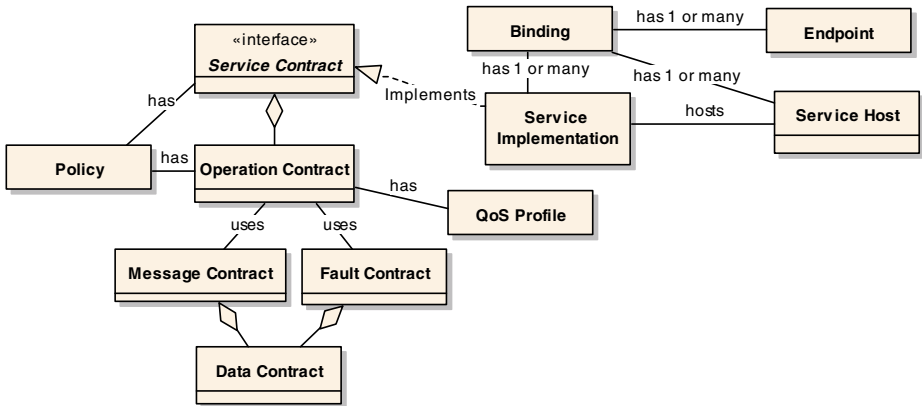 «interface»
Service Contract
Binding
has 1 or many
Endpoint
has 1 or many
has 1 or many
Implements
has
Service
Implementation
hosts
Service Host
Policy
has
Operation Contract
has
QoS Profile
uses
uses
Message Contract
Fault Contract
Data Contract